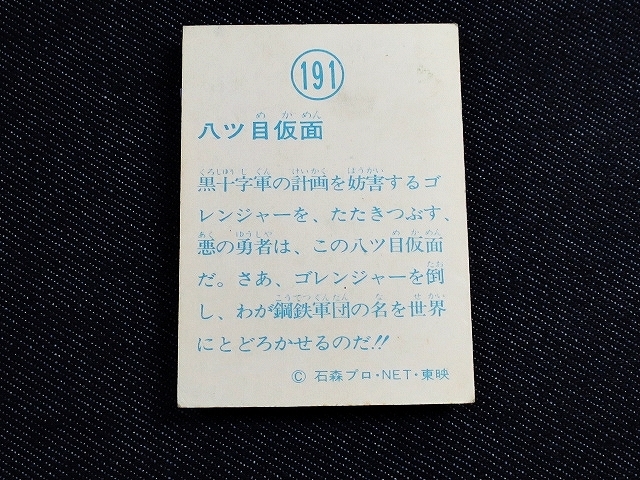 191
八ツ目仮面
黒十字軍の計画を妨害するゴ
レンジャーを、たたきつぶす、
悪の勇者は、この八ツ目仮面
だ。さあ、ゴレンジャーを倒
し、わが鋼鉄軍団の名を世界
にとどろかせるのだ!!
© 石森プロ・NET・東映